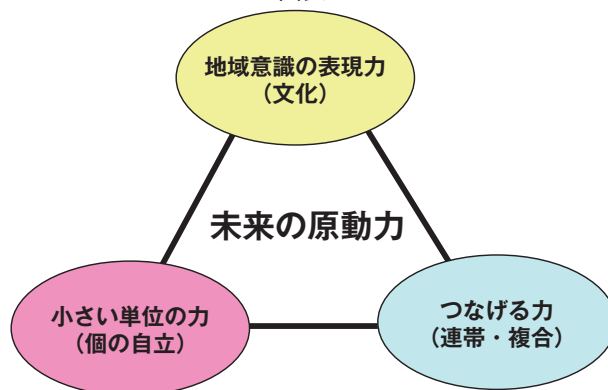 地域意識の表現力
（文化）
未来の原動力
小さい単位の力
（個の自立）
つなげる力
（連帯・複合）